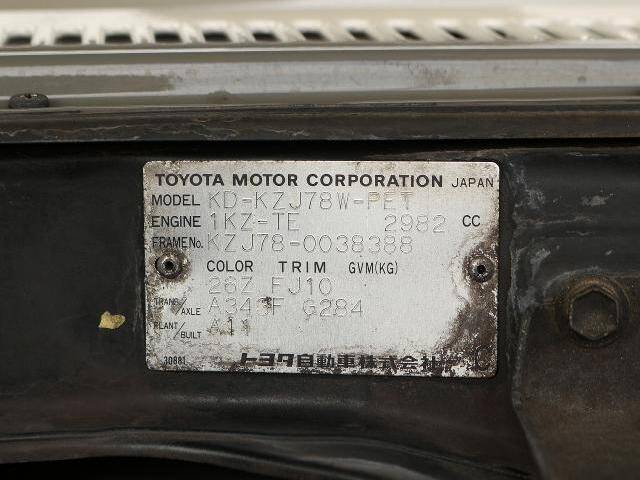 TOYOTA MOTOR CORPORATION JAPAN
MODEL KD-KZJ78W-PET
ENGINE 1KZ-TE 2982 CC
FRAME No. KZJ78-0038388
COLOR TRIM GVM(KG)
26Z FJ10
TRANS/AXLE A343F G284
PLANT/BUILT A11
30881 トヨタ自動車株式会社